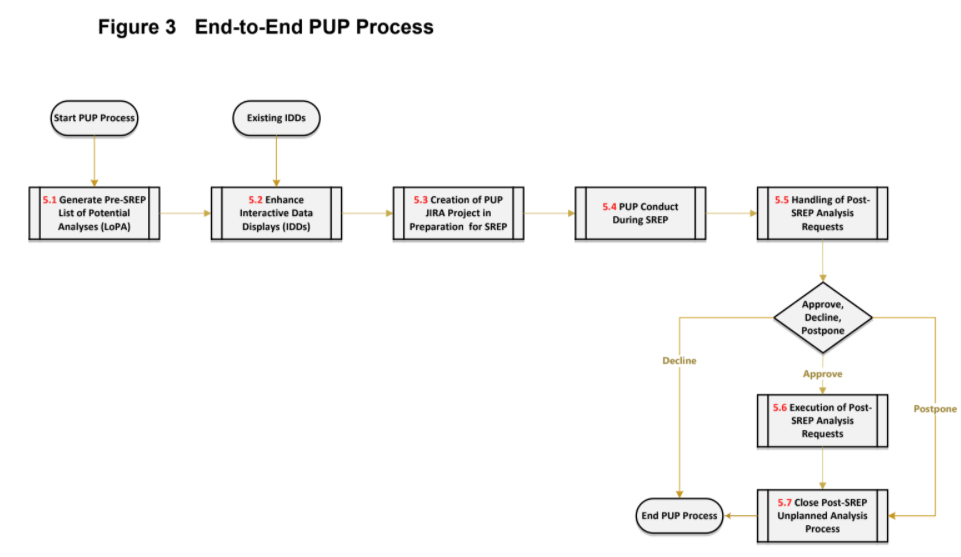 Figure 3 End-to-End PUP Process
Start PUP Process
Existing IDDs
5.1 Generate Pre-SREP
List of Potential
Analyses (LoPA)
5.2 Enhance
Interactive Data
Displays (IDDs)
5.3 Creation of PUP
JIRA Project in
Preparation for SREP
5.4 PUP Conduct
During SREP
5.5 Handling of Post-
SREP Analysis
Requests
Approve,
Decline,
Postpone
Decline
Approve
Postpone
5.6 Execution of Post-
SREP Analysis
Requests
End PUP Process
5.7 Close Post-SREP
Unplanned Analysis
Process